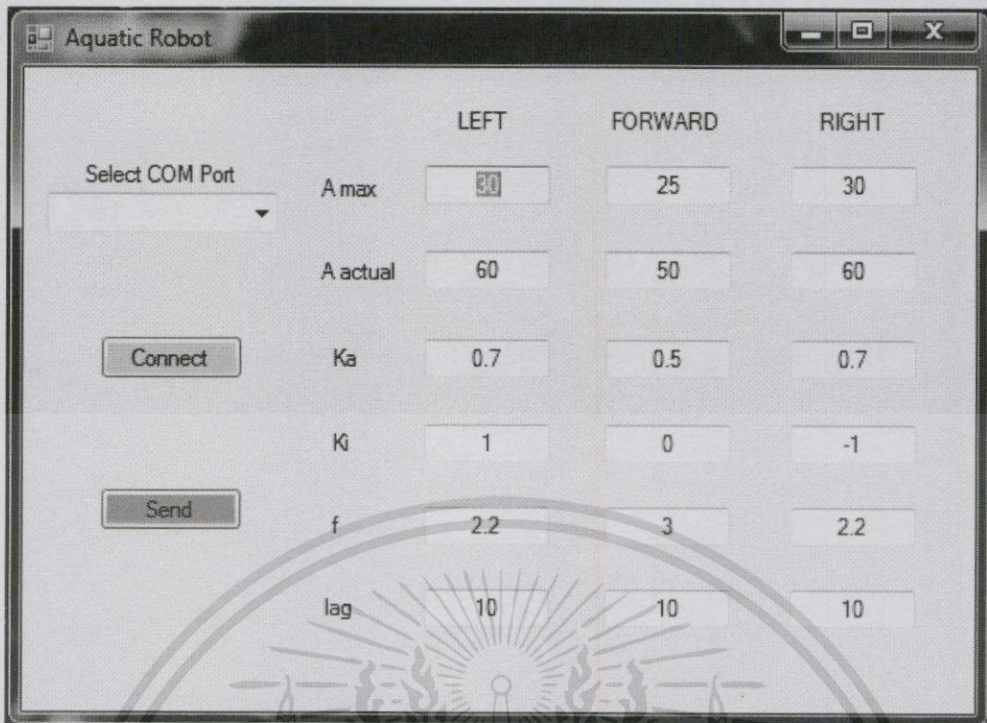 Aquatic Robot
LEFT FORWARD RIGHT
Select COM Port
A max 30 25 30
A actual 60 50 60
Connect
Ka 0.7 0.5 0.7
Ki 1 0 -1
Send
f 2.2 3 2.2
lag 10 10 10